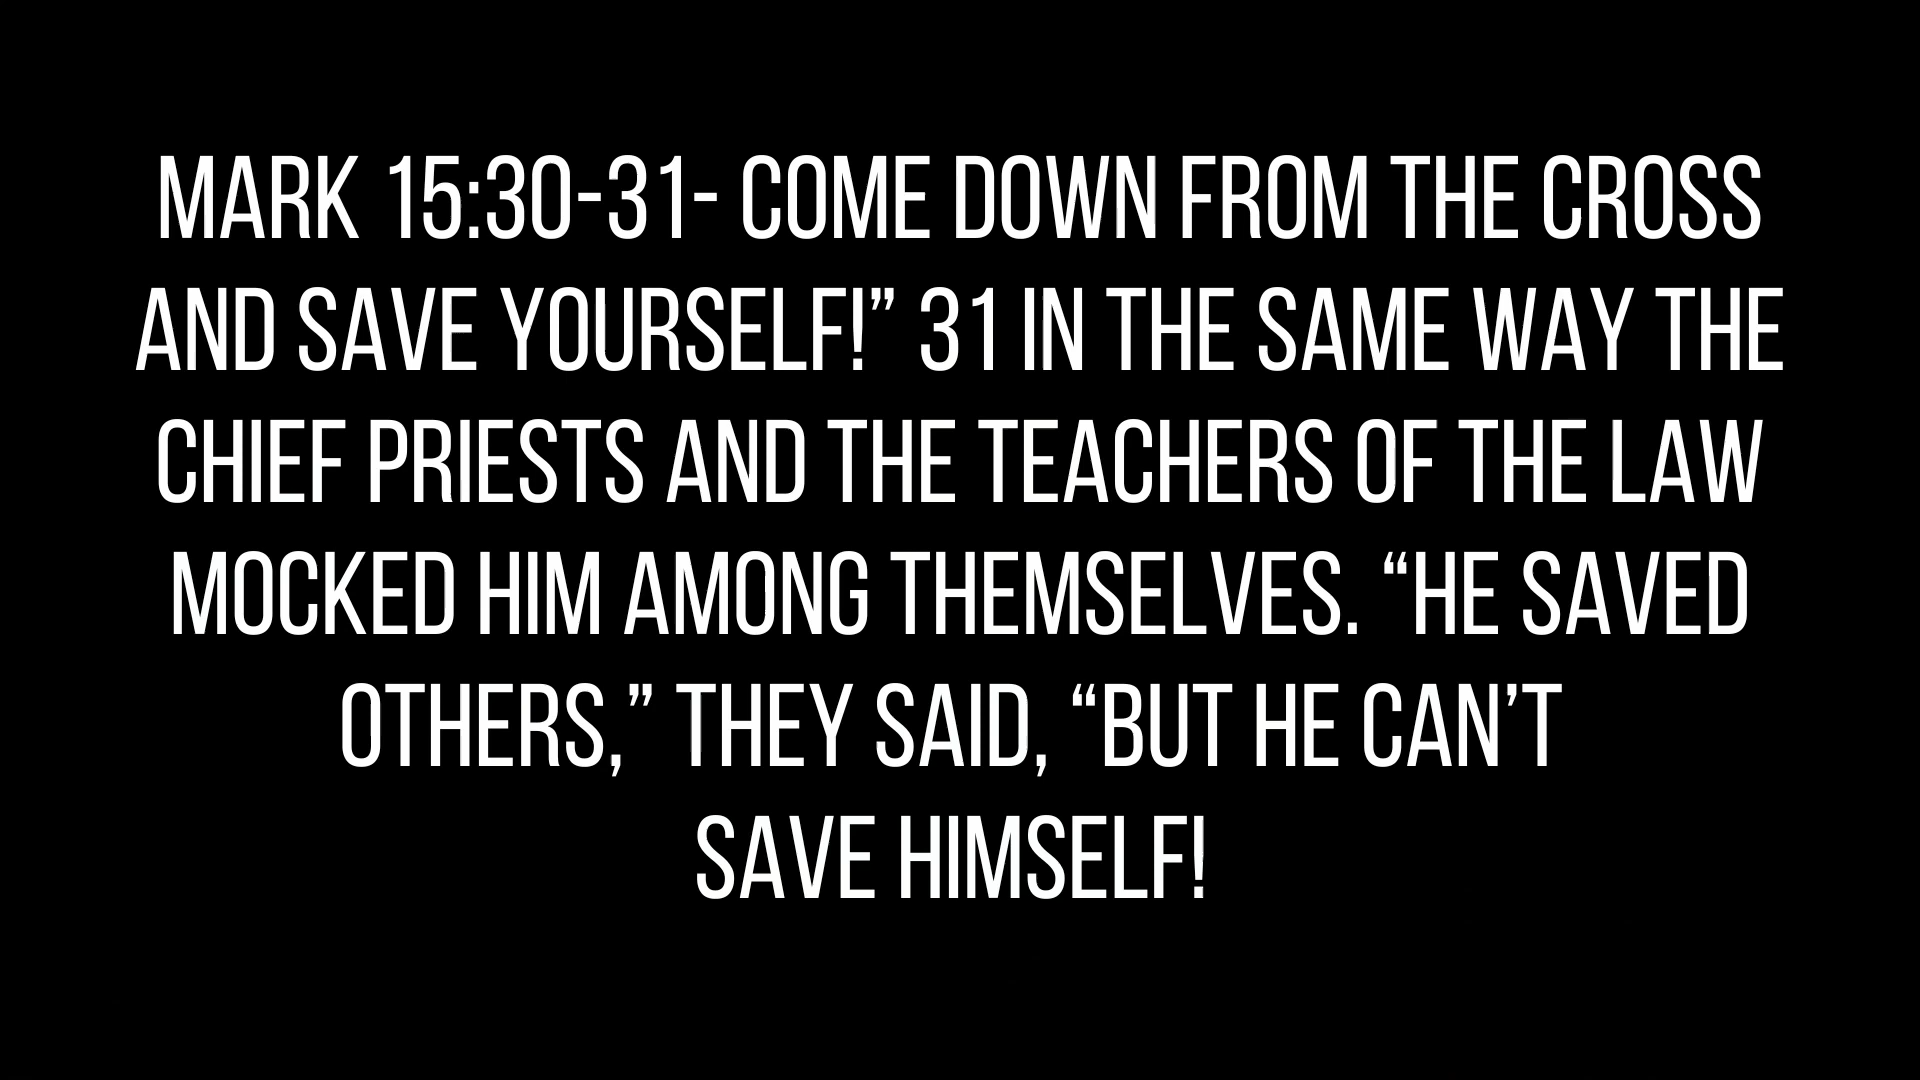 MARK 15:30-31- COME DOWN FROM THE CROSS
AND SAVE YOURSELF!” 31 IN THE SAME WAY THE
CHIEF PRIESTS AND THE TEACHERS OF THE LAW
MOCKED HIM AMONG THEMSELVES. “HE SAVED
OTHERS,” THEY SAID, “BUT HE CAN’T
SAVE HIMSELF!